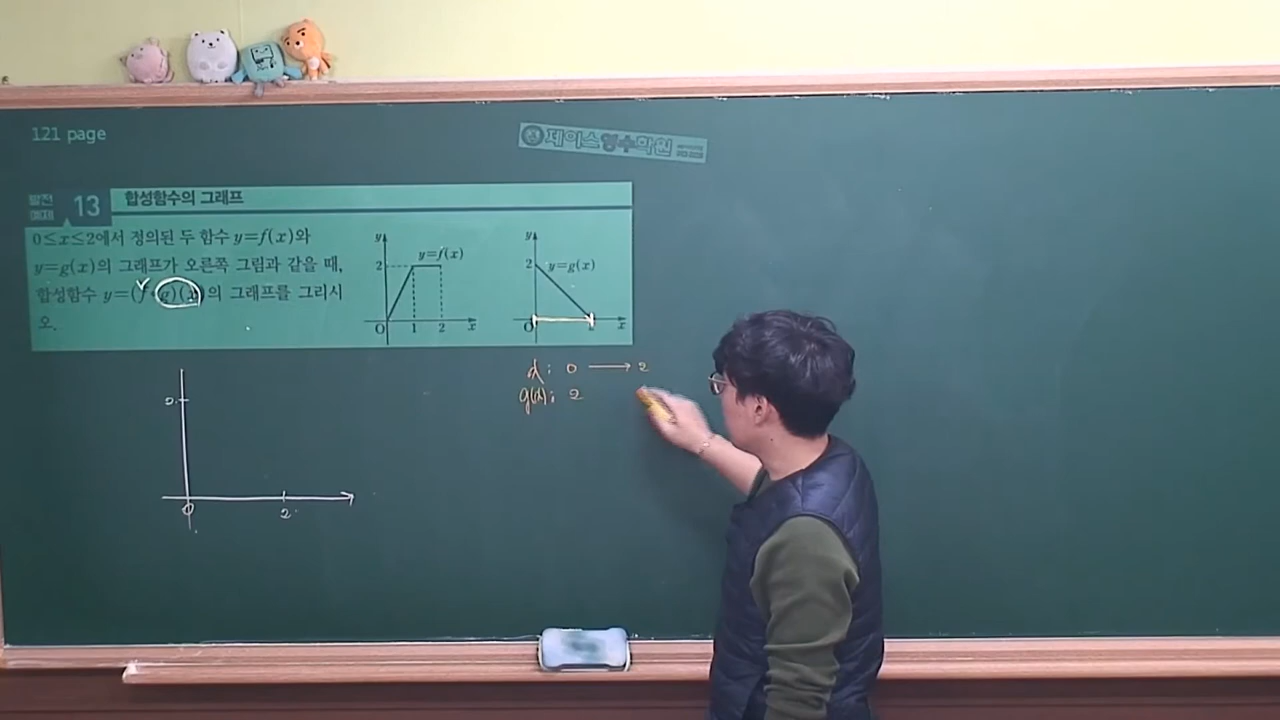 121 page
제이스영수학원
발전
예제 13 합성함수의 그래프
0≤x≤2에서 정의된 두 함수 y=f(x)와
y=g(x)의 그래프가 오른쪽 그림과 같을 때,
합성함수 y=(f∘g)(x)의 그래프를 그리시
오.
y
2
y=f(x)
O 1 2 x
y
2
y=g(x)
O x
x: 0 → 2
g(x): 2
2
0 2